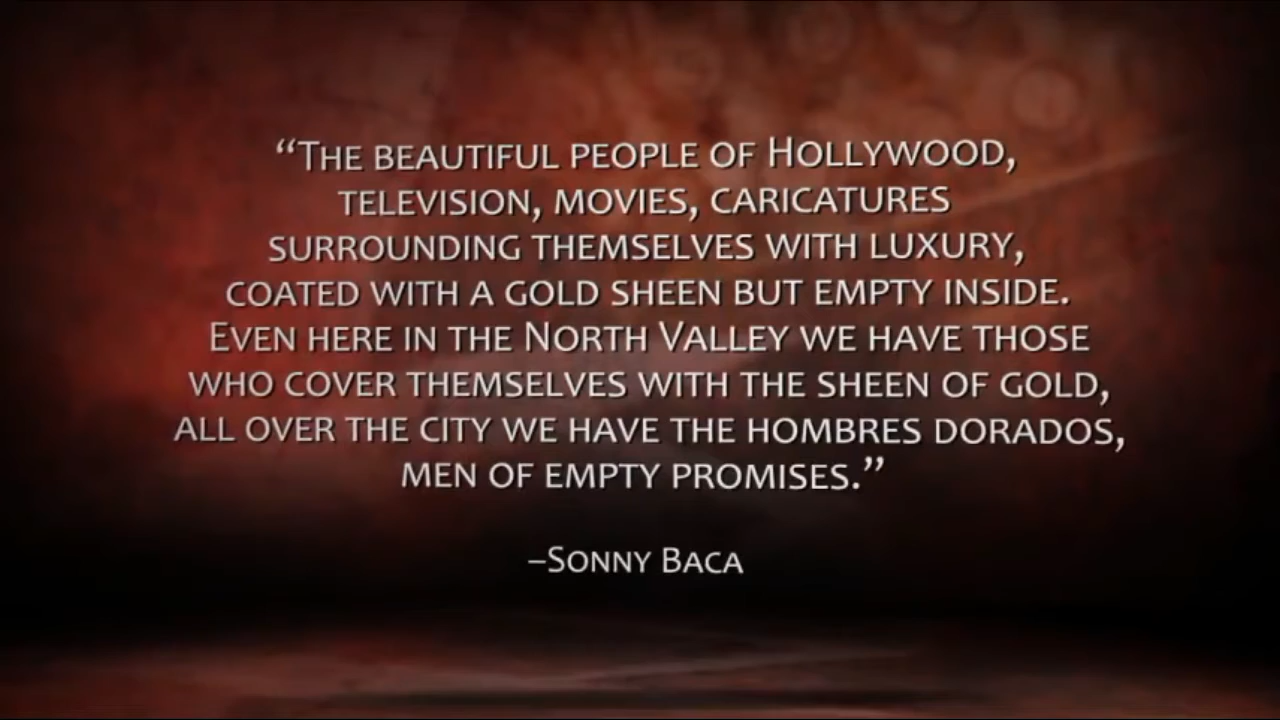 “The beautiful people of Hollywood,
television, movies, caricatures
surrounding themselves with luxury,
coated with a gold sheen but empty inside.
Even here in the North Valley we have those
who cover themselves with the sheen of gold,
all over the city we have the hombres dorados,
men of empty promises.”
–Sonny Baca